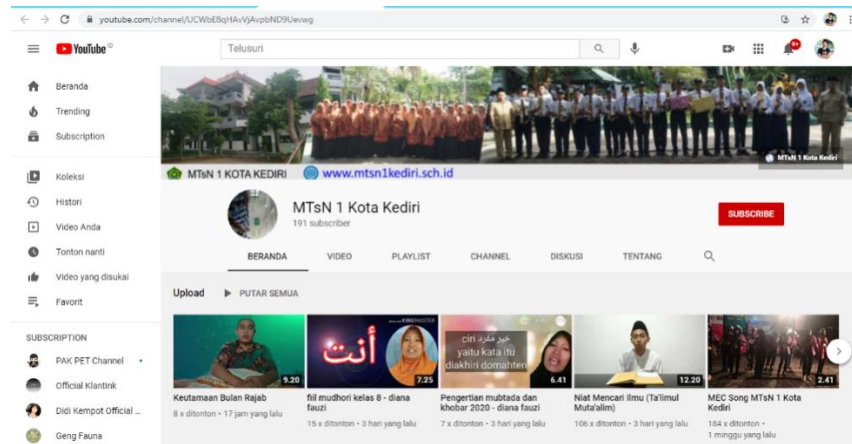 youtube.com/channel/UCWbEBqHAvVjAvpbND9Uevwg
YouTube ID
Telusuri
9+
Beranda
Trending
Subscription
Koleksi
Histori
Video Anda
Tonton nanti
Video yang disukai
Favorit
SUBSCRIPTION
PAK PET Channel
Official Klantink
Didi Kempot Official ...
Geng Fauna
MTsN 1 KOTA KEDIRI www.mtsn1kediri.sch.id
MTsN 1 Kota Kediri
MTsN 1 Kota Kediri
191 subscriber
SUBSCRIBE
BERANDA VIDEO PLAYLIST CHANNEL DISKUSI TENTANG
Upload PUTAR SEMUA
9.20
KINEMASTER
أنت
7.25
ciri خبر مفرد
yaitu kata itu
diakhiri domahten
6.41
12.20
2.41
Keutamaan Bulan Rajab
8 x ditonton • 17 jam yang lalu
fiil mudhori kelas 8 - diana
fauzi
15 x ditonton • 3 hari yang lalu
Pengertian mubtada dan
khobar 2020 - diana fauzi
7 x ditonton • 3 hari yang lalu
Niat Mencari Ilmu (Ta'limul
Muta'alim)
106 x ditonton • 3 hari yang lalu
MEC Song MTsN 1 Kota
Kediri
184 x ditonton •
1 minggu yang lalu